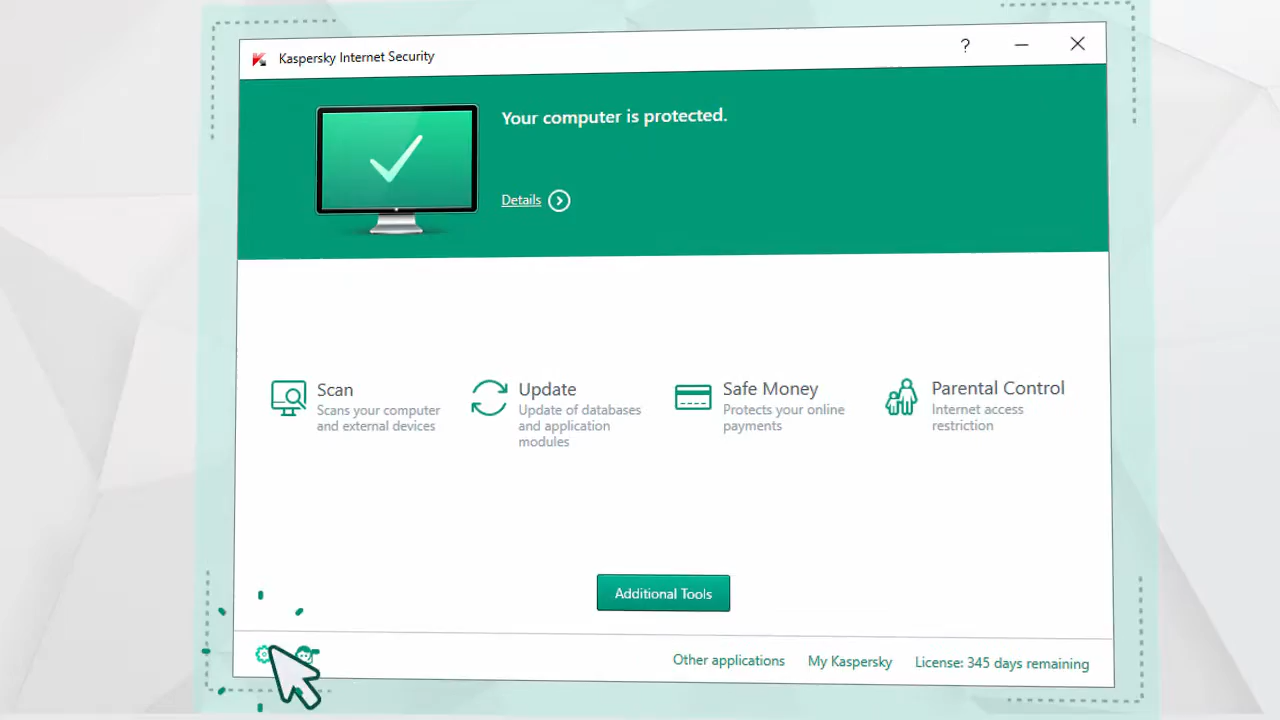 Kaspersky Internet Security
?
Your computer is protected.
Details
Scan
Scans your computer
and external devices
Update
Update of databases
and application
modules
Safe Money
Protects your online
payments
Parental Control
Internet access
restriction
Additional Tools
Other applications
My Kaspersky
License: 345 days remaining